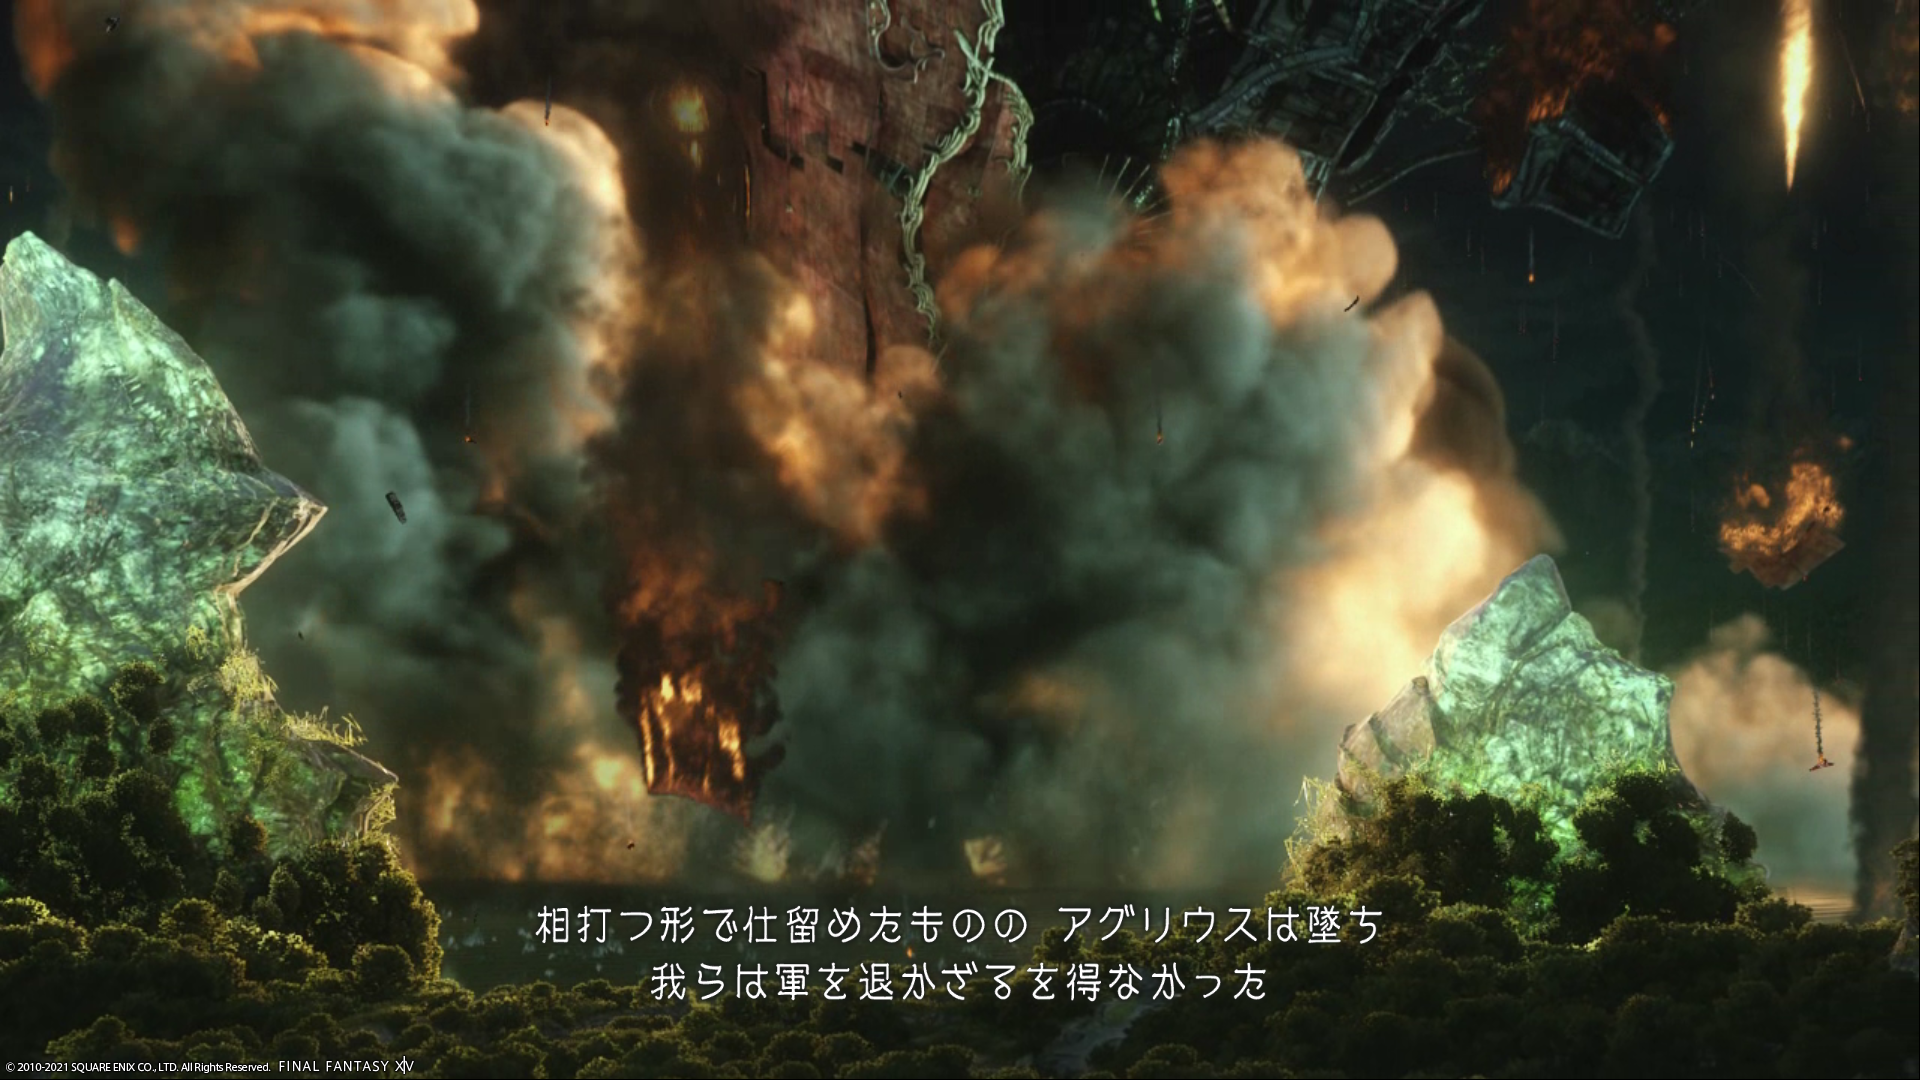 相打つ形で仕留めたものの アグリウスは墜ち
我らは軍を退かざるを得なかった
© 2010-2021 SQUARE ENIX CO., LTD. All Rights Reserved. FINAL FANTASY XIV